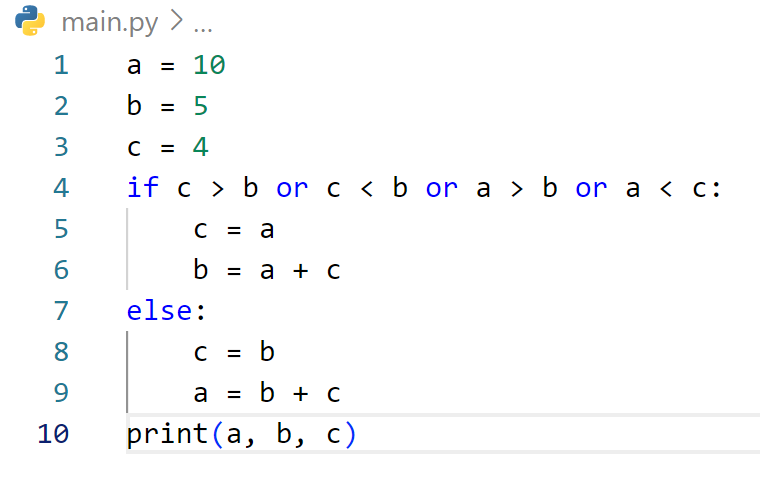 main.py > ...
1 a = 10
2 b = 5
3 c = 4
4 if c > b or c < b or a > b or a < c:
5     c = a
6     b = a + c
7 else:
8     c = b
9     a = b + c
10 print(a, b, c)